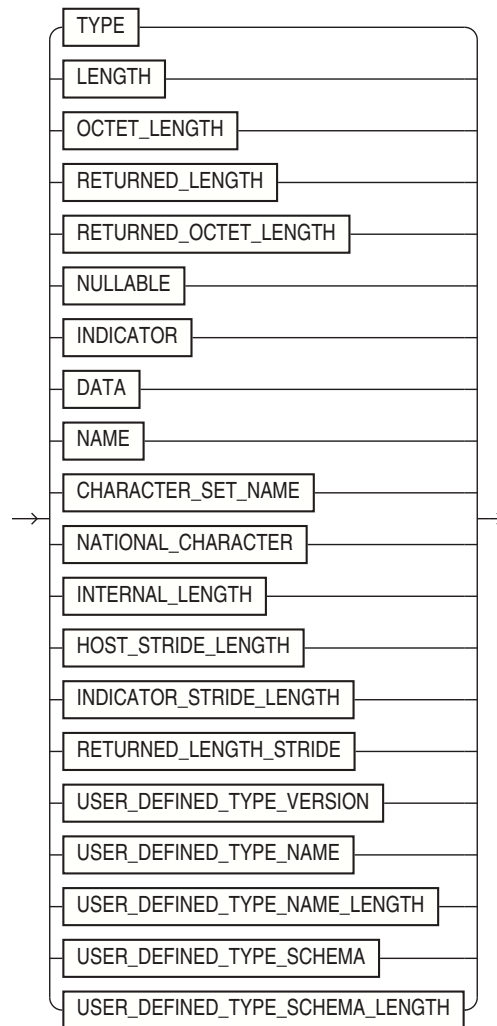 TYPE
LENGTH
OCTET_LENGTH
RETURNED_LENGTH
RETURNED_OCTET_LENGTH
NULLABLE
INDICATOR
DATA
NAME
CHARACTER_SET_NAME
NATIONAL_CHARACTER
INTERNAL_LENGTH
HOST_STRIDE_LENGTH
INDICATOR_STRIDE_LENGTH
RETURNED_LENGTH_STRIDE
USER_DEFINED_TYPE_VERSION
USER_DEFINED_TYPE_NAME
USER_DEFINED_TYPE_NAME_LENGTH
USER_DEFINED_TYPE_SCHEMA
USER_DEFINED_TYPE_SCHEMA_LENGTH